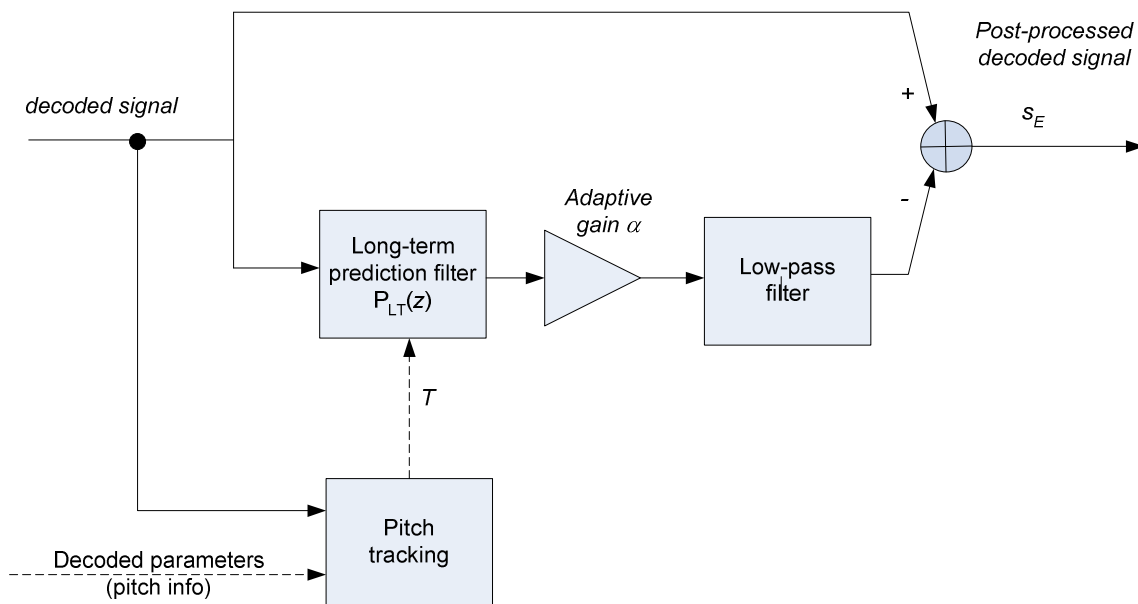 Post-processed
decoded signal
decoded signal
+
s_E
Adaptive
gain α
-
Long-term
prediction filter
P_LT(z)
Low-pass
filter
T
Pitch
tracking
Decoded parameters
(pitch info)